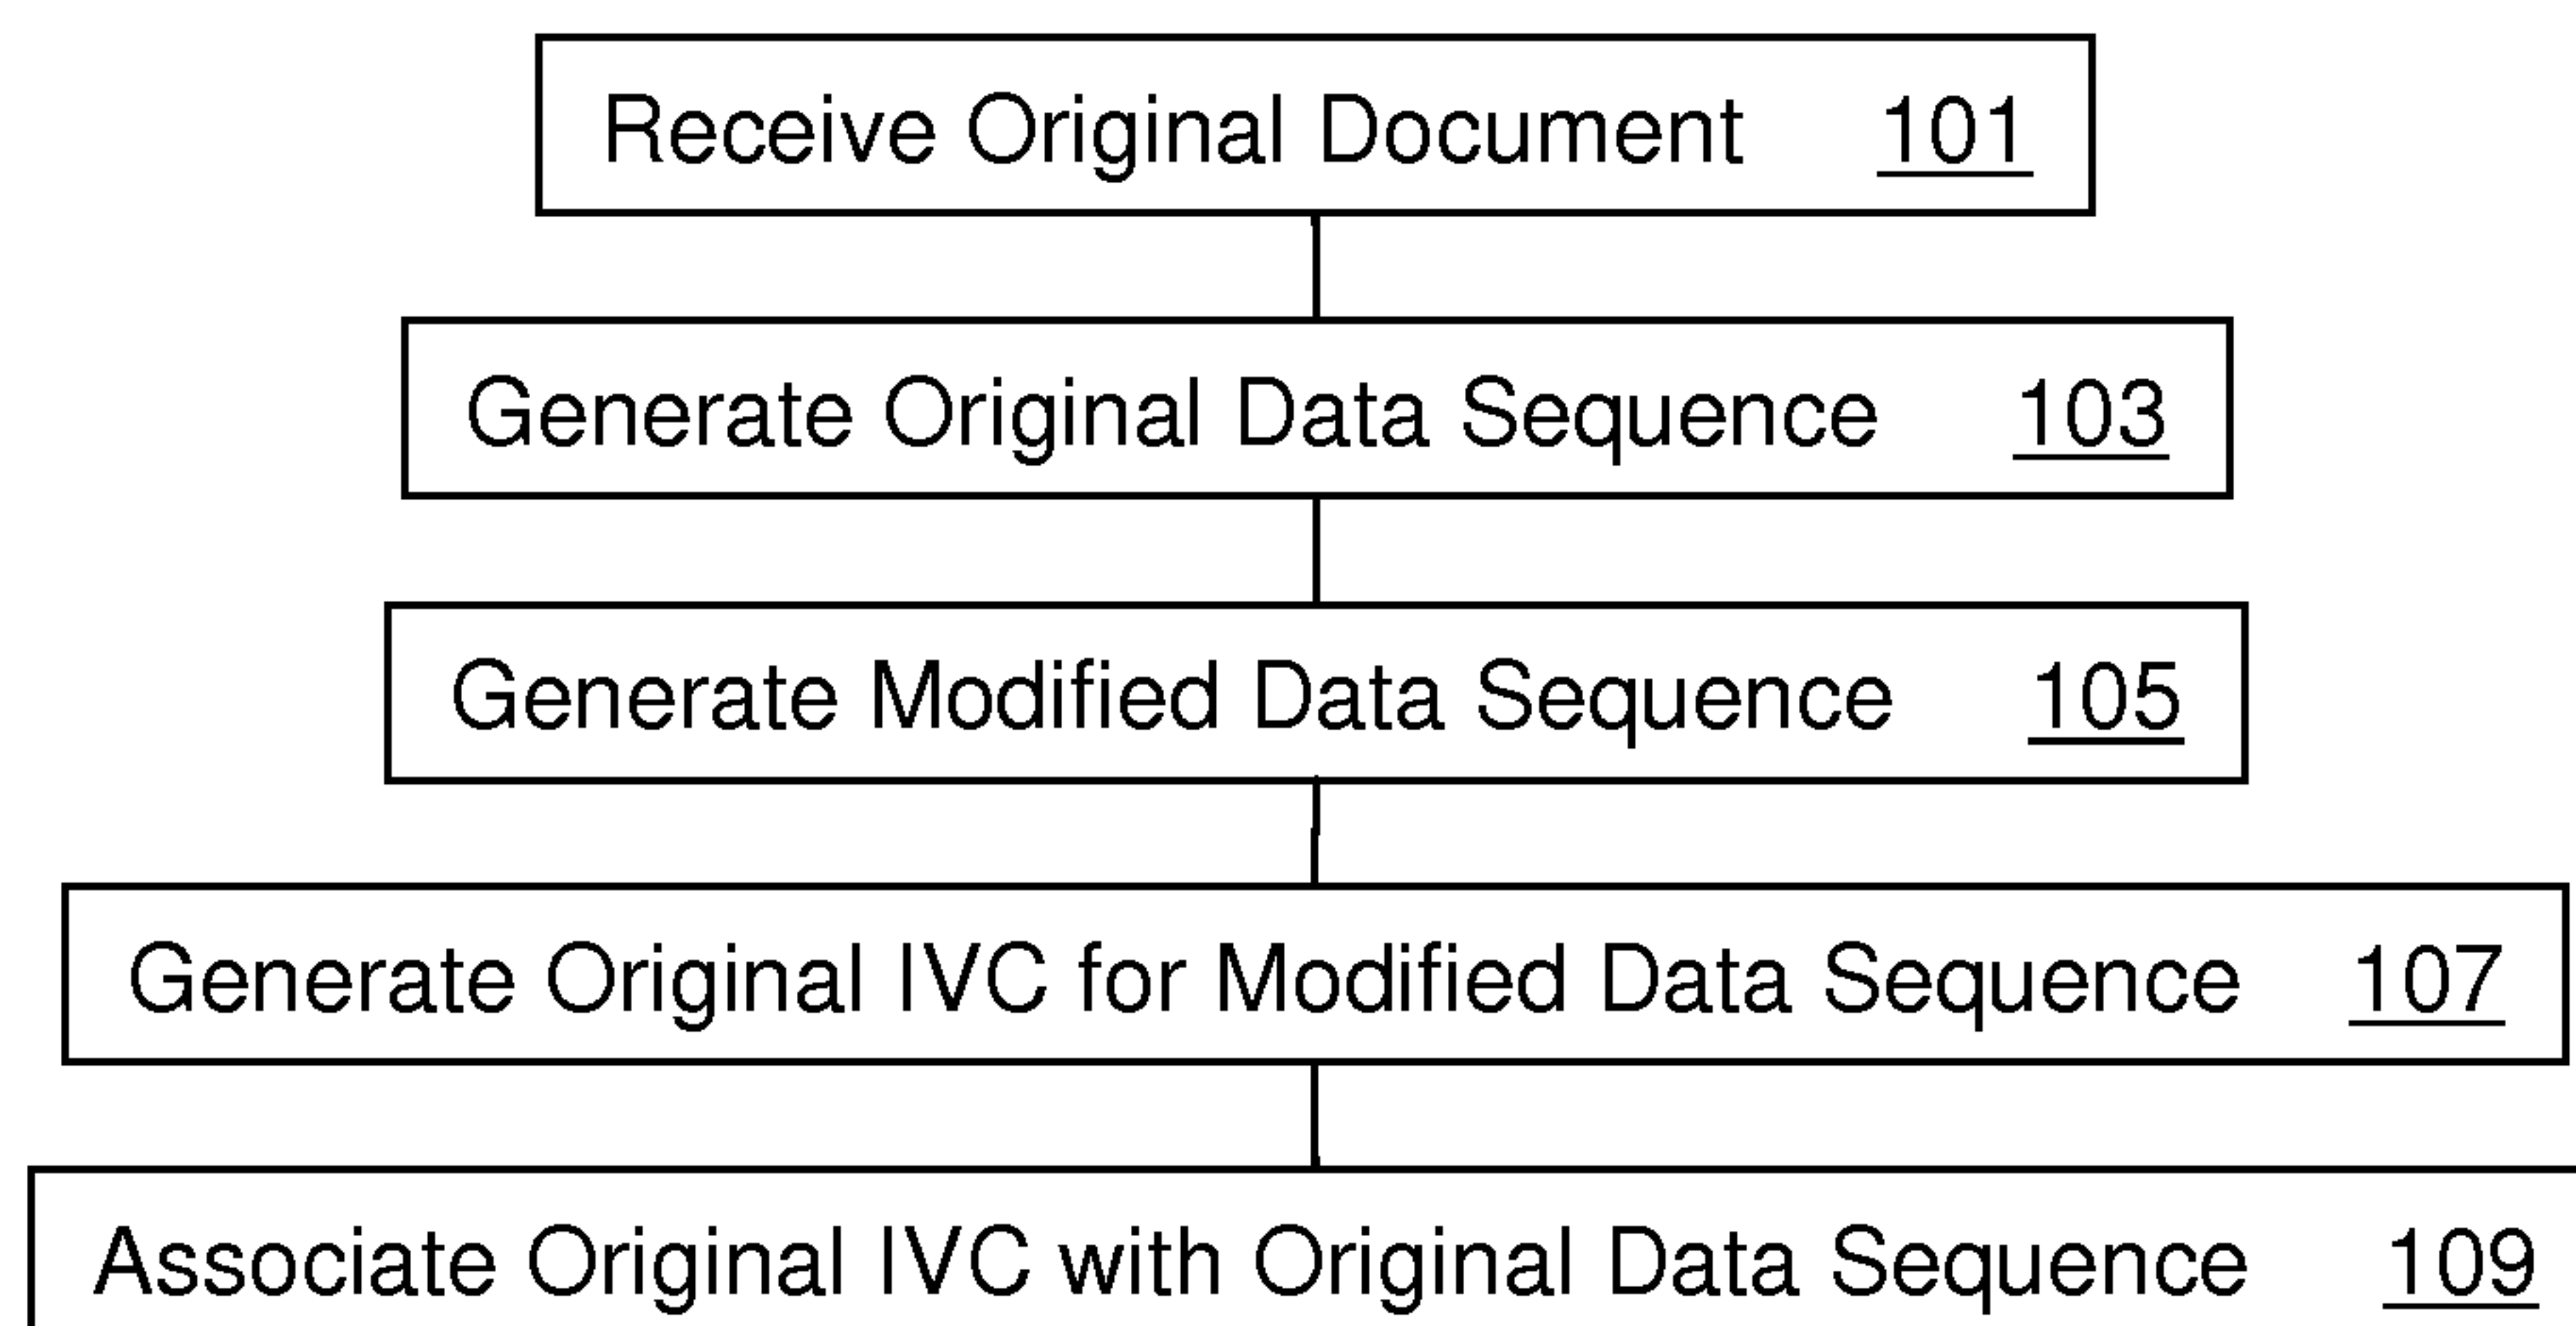 Receive Original Document 101
Generate Original Data Sequence 103
Generate Modified Data Sequence 105
Generate Original IVC for Modified Data Sequence 107
Associate Original IVC with Original Data Sequence 109